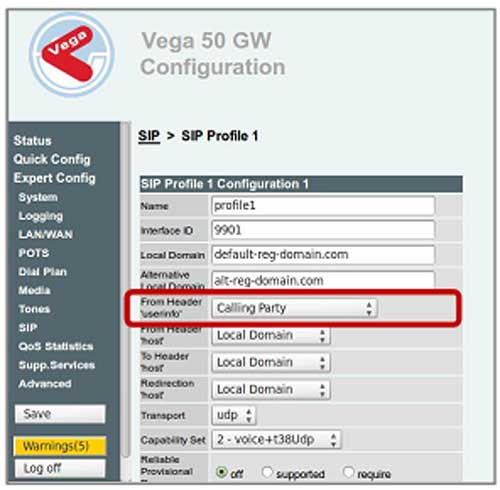 Vega
Vega 50 GW
Configuration
Status
Quick Config
Expert Config
System
Logging
LAN/WAN
POTS
Dial Plan
Media
Tones
SIP
QoS Statistics
Supp.Services
Advanced
Save
Warnings(5)
Log off
SIP > SIP Profile 1
SIP Profile 1 Configuration 1
Name profile1
Interface ID 9901
Local Domain default-reg-domain.com
Alternative
Local Domain alt-reg-domain.com
From Header
'userinfo' Calling Party
From Header
'host' Local Domain
To Header
'host' Local Domain
Redirection
'host' Local Domain
Transport udp
Capability Set 2 - voice+t38Udp
Reliable
Provisional off supported require